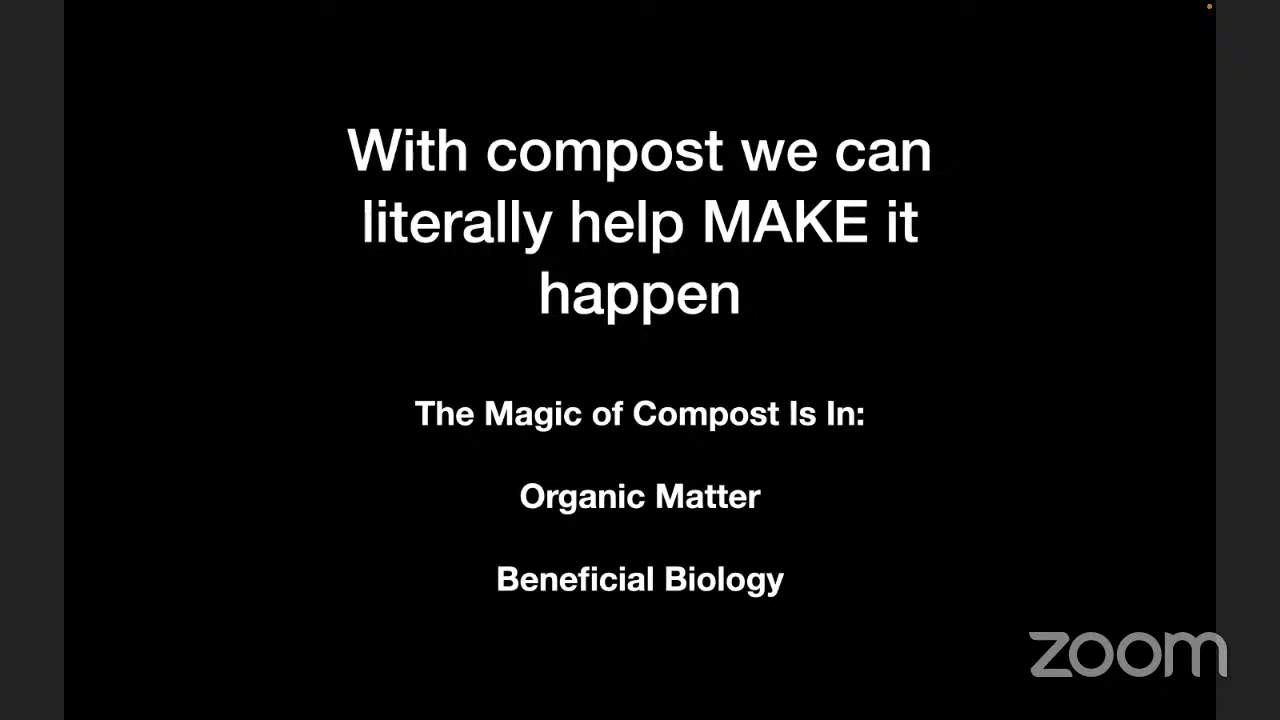 With compost we can
literally help MAKE it
happen
The Magic of Compost Is In:
Organic Matter
Beneficial Biology
zoom